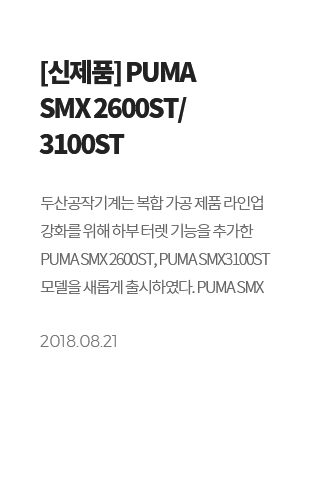 [신제품] PUMA
SMX 2600ST/
3100ST
두산공작기계는 복합 가공 제품 라인업
강화를 위해 하부 터렛 기능을 추가한
PUMA SMX 2600ST, PUMA SMX3100ST
모델을 새롭게 출시하였다. PUMA SMX
2018.08.21